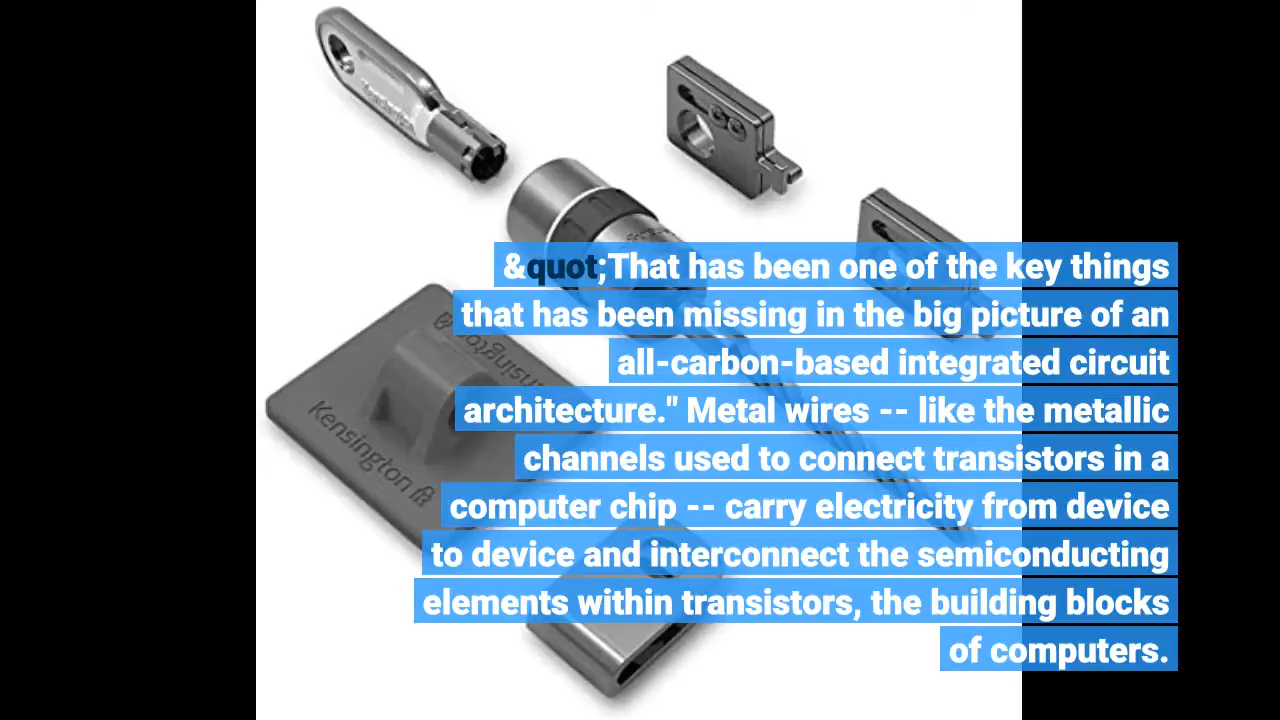 &quot;That has been one of the key things
that has been missing in the big picture of an
all-carbon-based integrated circuit
architecture." Metal wires -- like the metallic
channels used to connect transistors in a
computer chip -- carry electricity from device
to device and interconnect the semiconducting
elements within transistors, the building blocks
of computers.
Kensington
Kensington